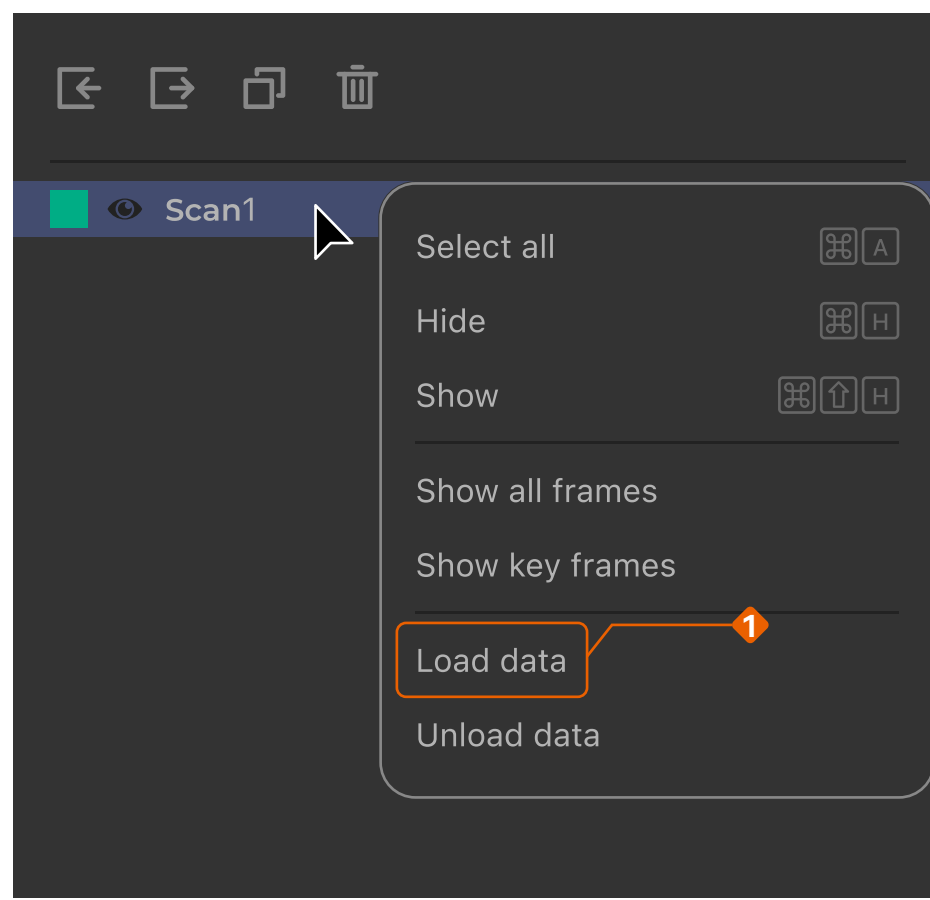 Scan1
Select all ⌘ A
Hide ⌘ H
Show ⌘ ⇧ H
Show all frames
Show key frames
1
Load data
Unload data